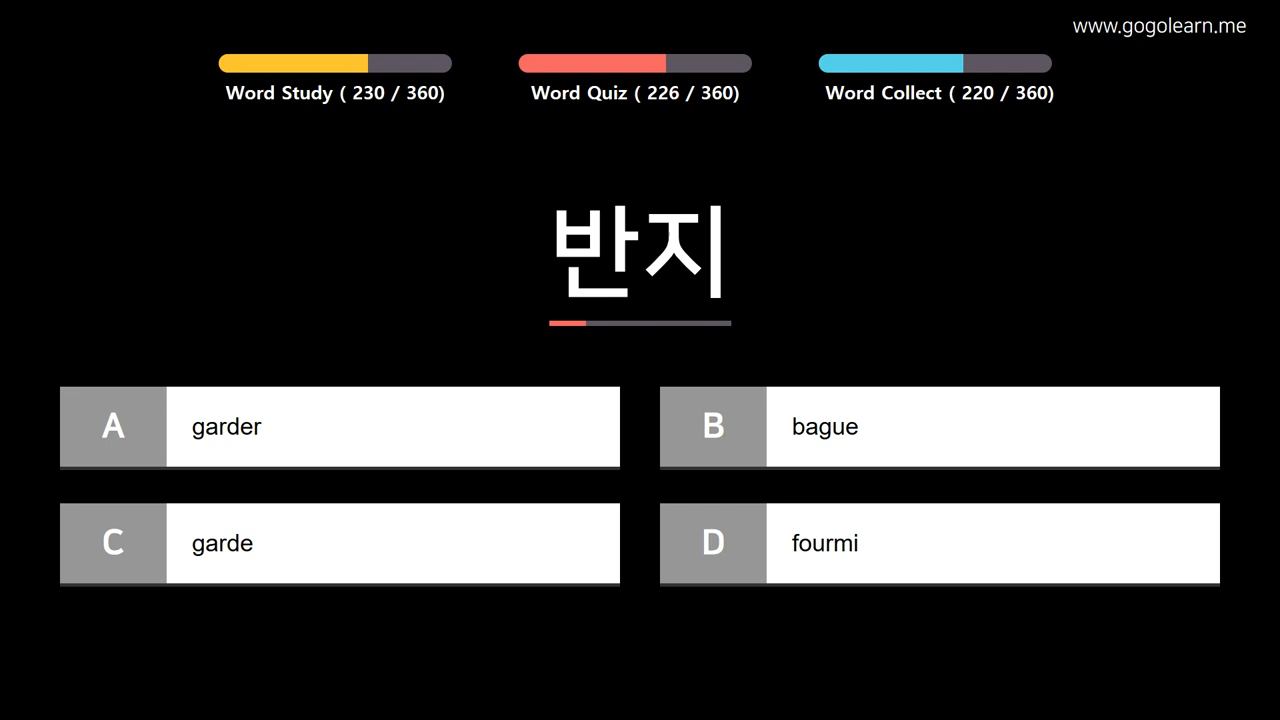 www.gogolearn.me
Word Study ( 230 / 360)
Word Quiz ( 226 / 360)
Word Collect ( 220 / 360)
반지
A garder
B bague
C garde
D fourmi